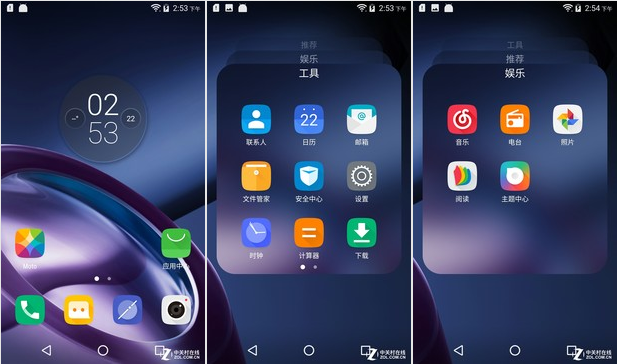 2:53 下午
02
53
22
Moto
应用中心
中关村在线
ZOL.COM.CN
2:53 下午
推荐
娱乐
工具
22
联系人
日历
邮箱
文件管家
安全中心
设置
时钟
计算器
下载
中关村在线
ZOL.COM.CN
2:54 下午
工具
推荐
娱乐
音乐
电台
照片
阅读
主题中心
中关村在线
ZOL.COM.CN